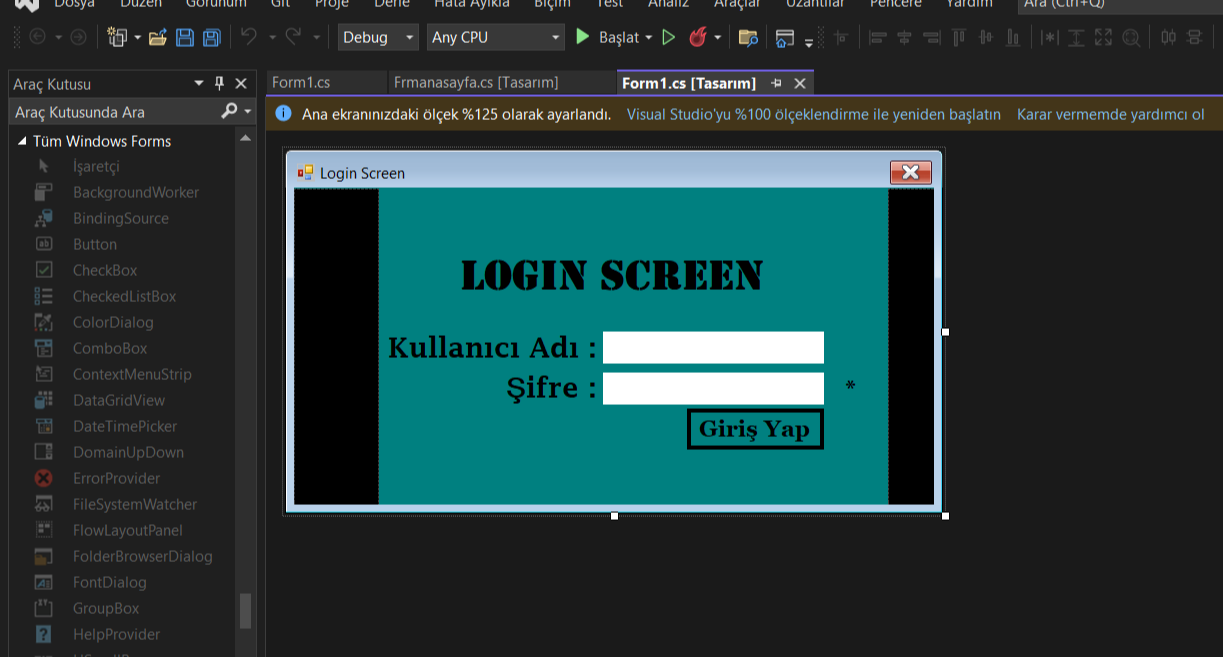 Dosya Düzen Görünüm Git Proje Derle Hata Ayıkla Biçim Test Analiz Araçlar Uzantılar Pencere Yardım Ara (Ctrl+Q)
Debug Any CPU Başlat
Araç Kutusu
Form1.cs Frmanasayfa.cs [Tasarım] Form1.cs [Tasarım]
Araç Kutusunda Ara
Ana ekranınızdaki ölçek %125 olarak ayarlandı. Visual Studio'yu %100 ölçeklendirme ile yeniden başlatın Karar vermemde yardımcı ol
Tüm Windows Forms
İşaretçi
BackgroundWorker
BindingSource
Button
CheckBox
CheckedListBox
ColorDialog
ComboBox
ContextMenuStrip
DataGridView
DateTimePicker
DomainUpDown
ErrorProvider
FileSystemWatcher
FlowLayoutPanel
FolderBrowserDialog
FontDialog
GroupBox
HelpProvider
Login Screen
LOGIN SCREEN
Kullanıcı Adı :
Şifre : *
Giriş Yap